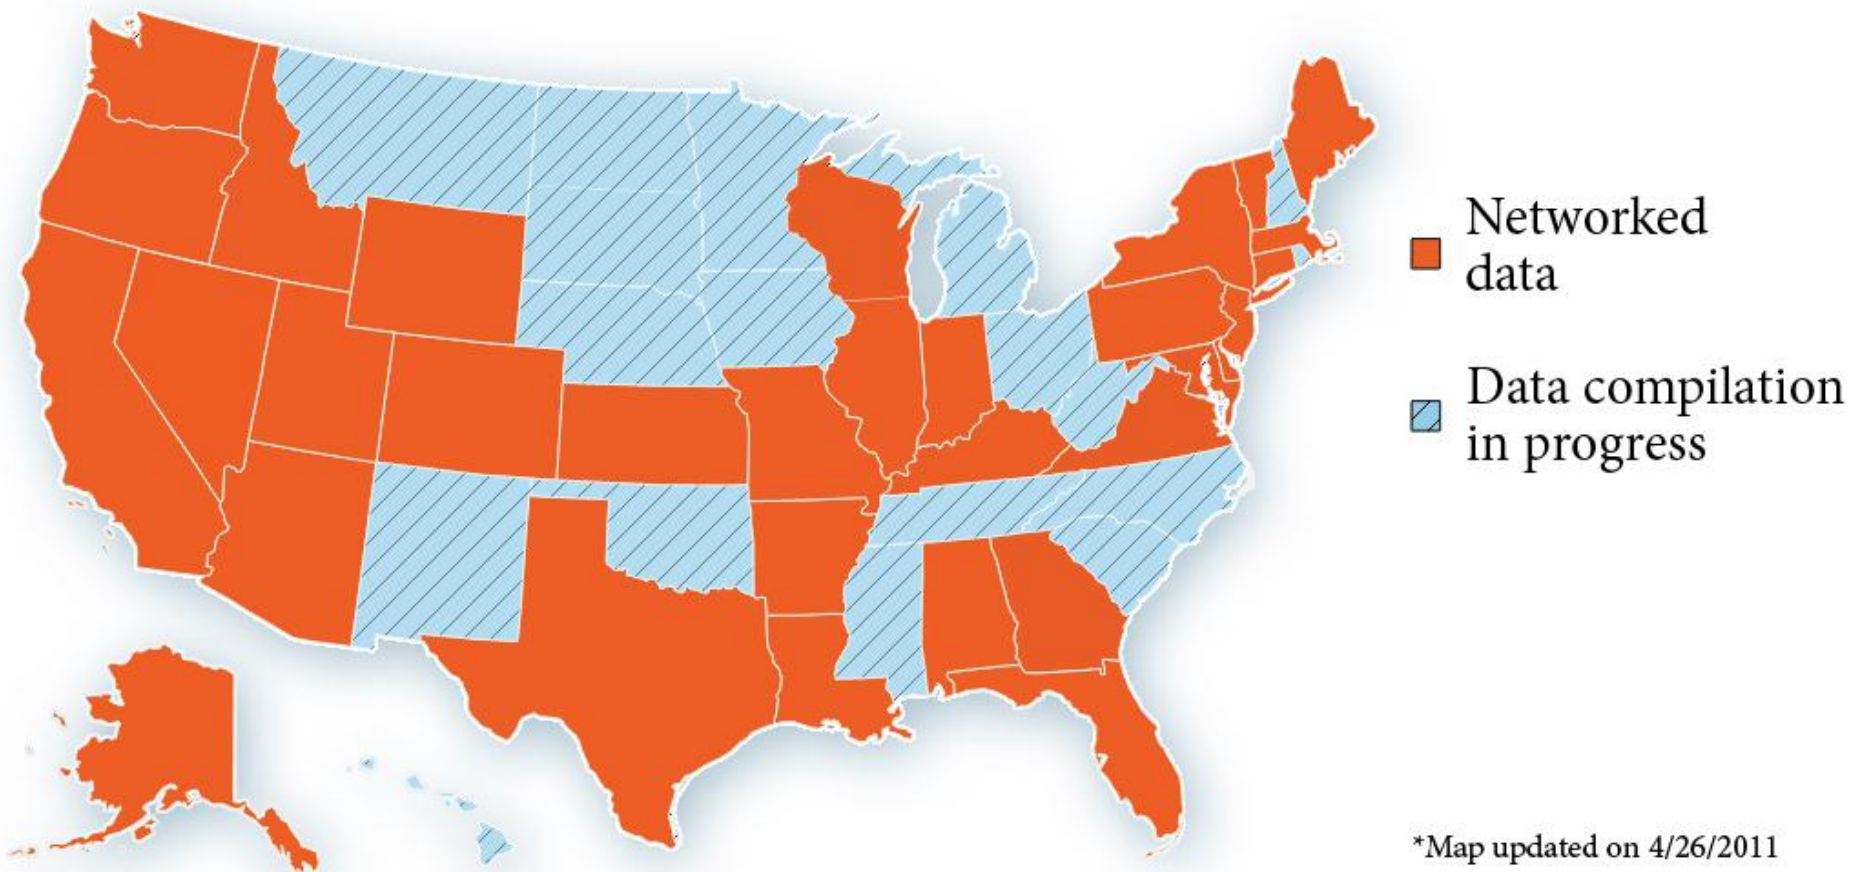 Networked
data
Data compilation
in progress
*Map updated on 4/26/2011